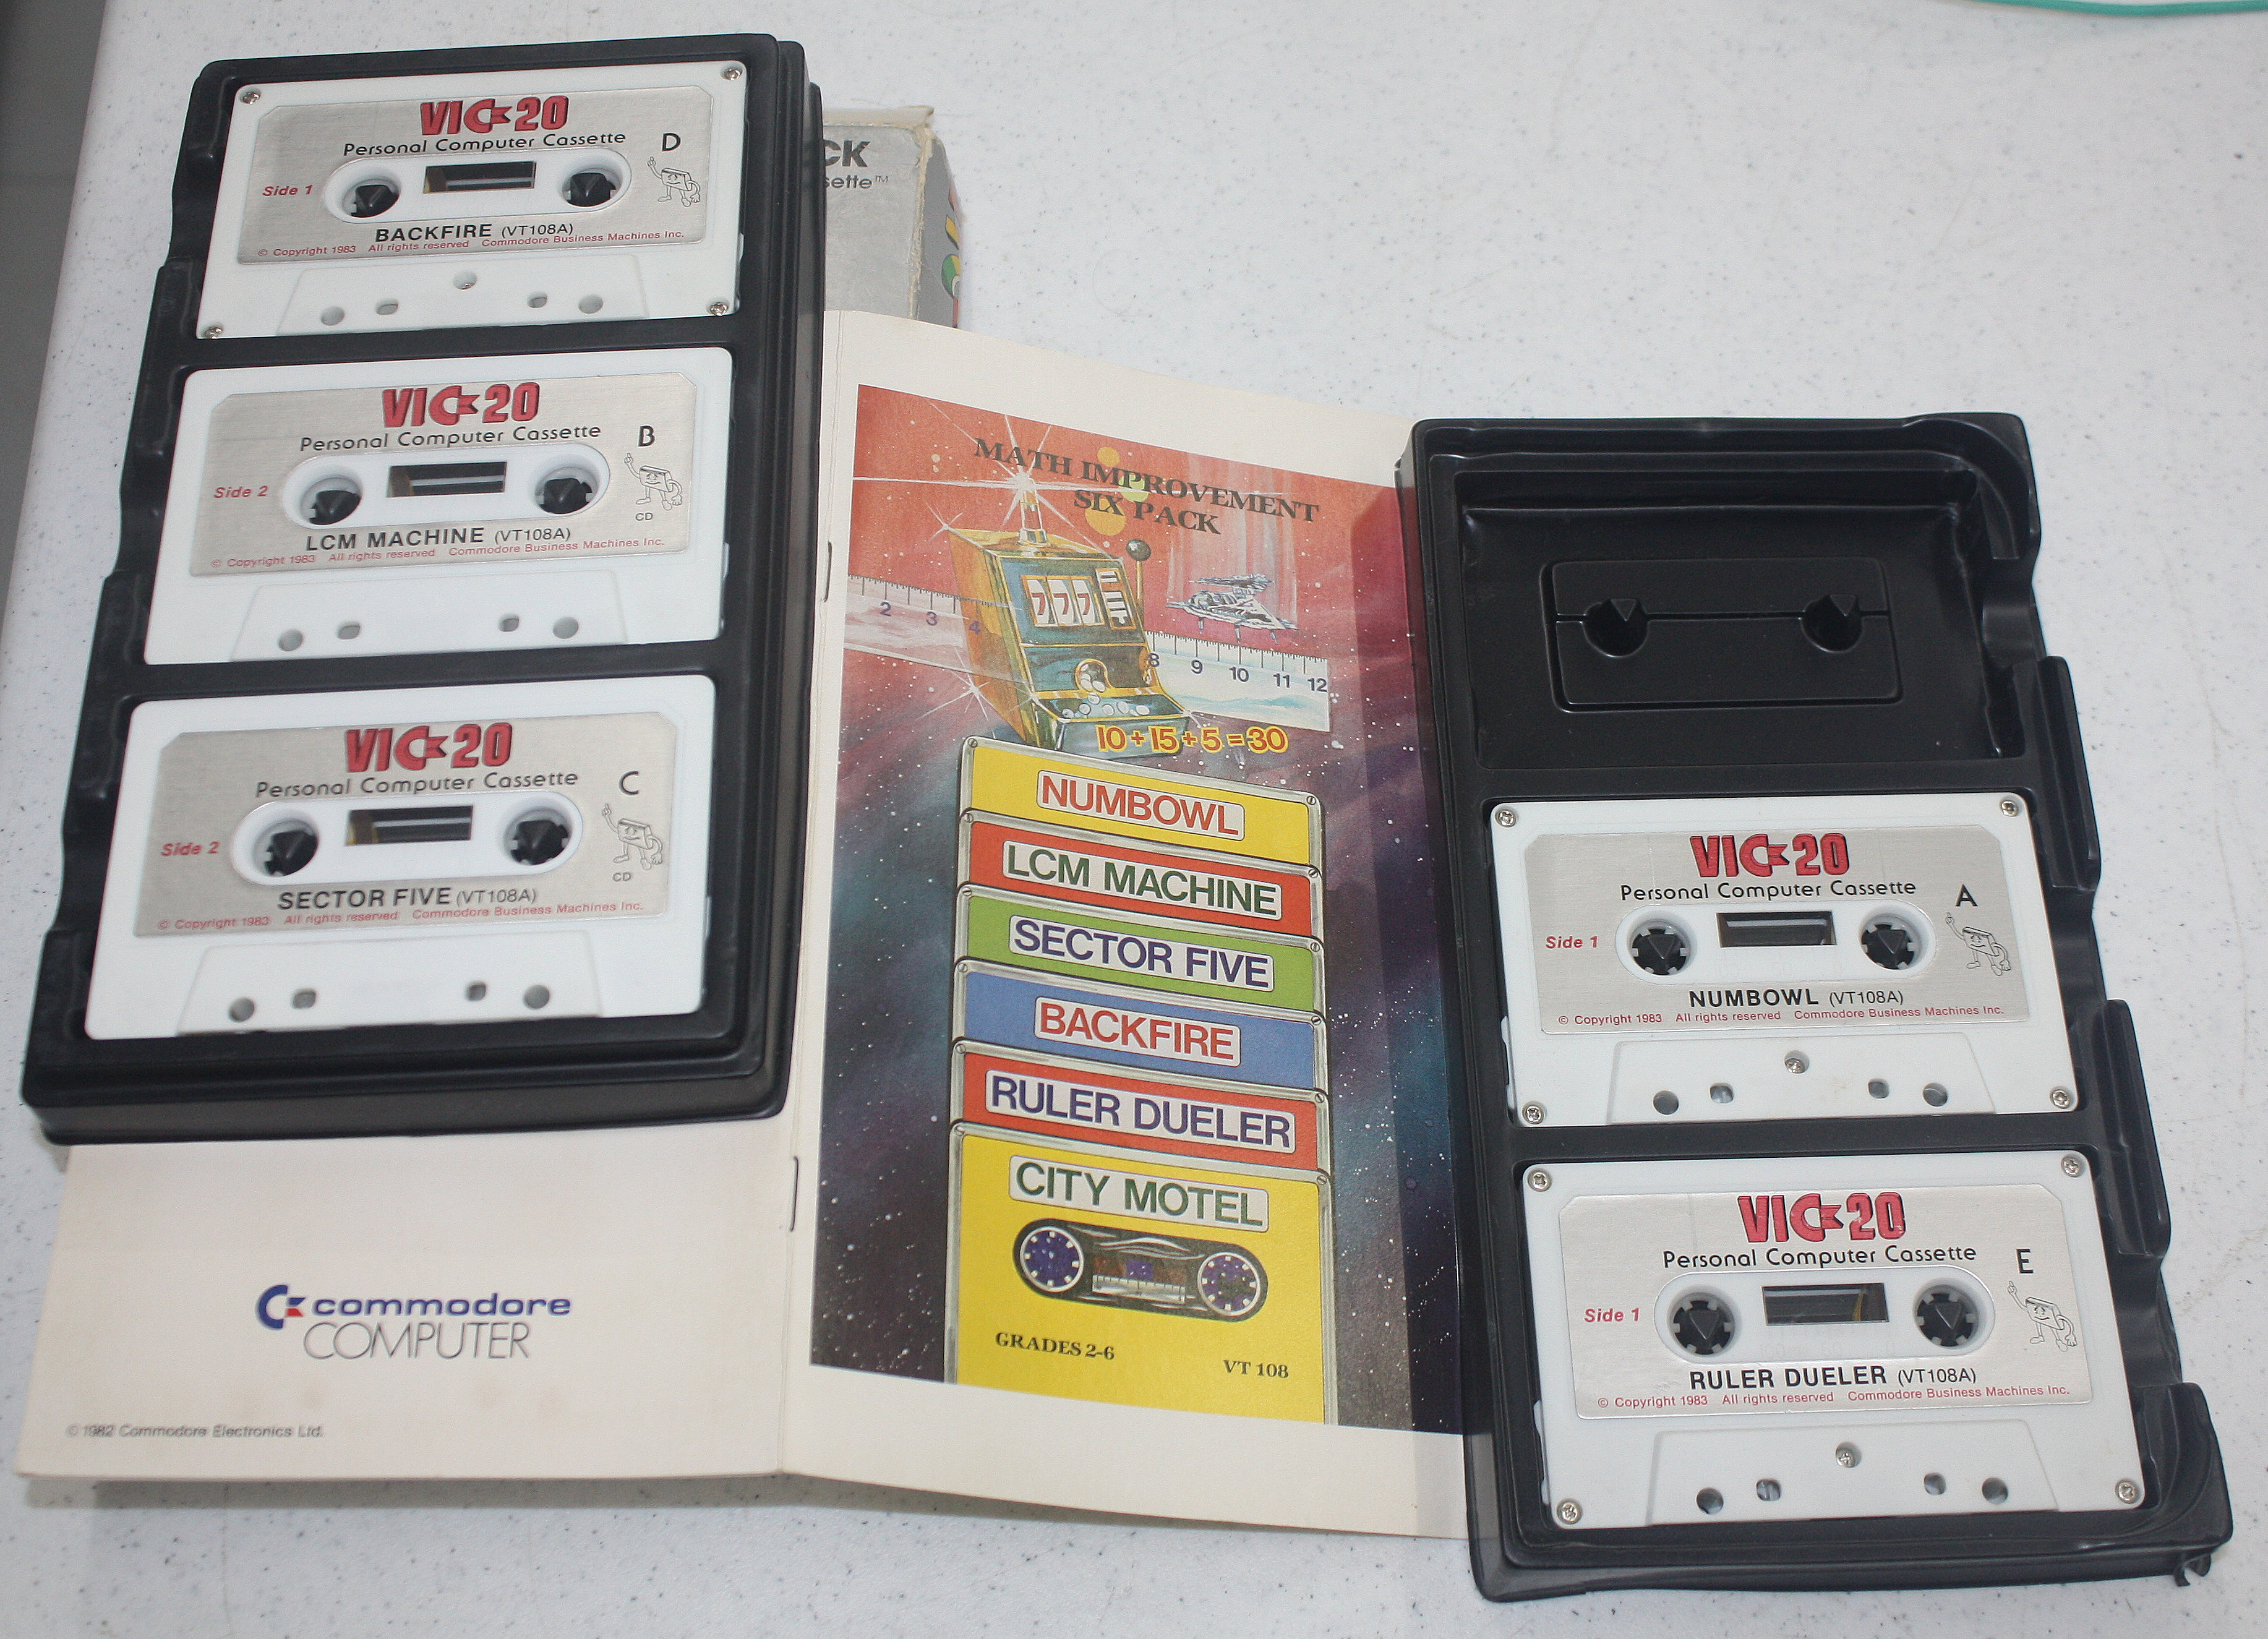 VIC 20
Personal Computer Cassette
D
Side 1
BACKFIRE (VT108A)
© Copyright 1983 All rights reserved Commodore Business Machines Inc.
VIC 20
Personal Computer Cassette
B
Side 2
CD
LCM MACHINE (VT108A)
© Copyright 1983 All rights reserved Commodore Business Machines Inc.
VIC 20
Personal Computer Cassette
C
Side 2
CD
SECTOR FIVE (VT108A)
© Copyright 1983 All rights reserved Commodore Business Machines Inc.
commodore
COMPUTER
© 1982 Commodore Electronics Ltd.
CK
sette™
MATH IMPROVEMENT
SIX PACK
777
2 3 4 8 9 10 11 12
10+15+5=30
NUMBOWL
LCM MACHINE
SECTOR FIVE
BACKFIRE
RULER DUELER
CITY MOTEL
GRADES 2-6
VT 108
VIC 20
Personal Computer Cassette
A
Side 1
NUMBOWL (VT108A)
© Copyright 1983 All rights reserved Commodore Business Machines Inc.
VIC 20
Personal Computer Cassette
E
Side 1
RULER DUELER (VT108A)
© Copyright 1983 All rights reserved Commodore Business Machines Inc.